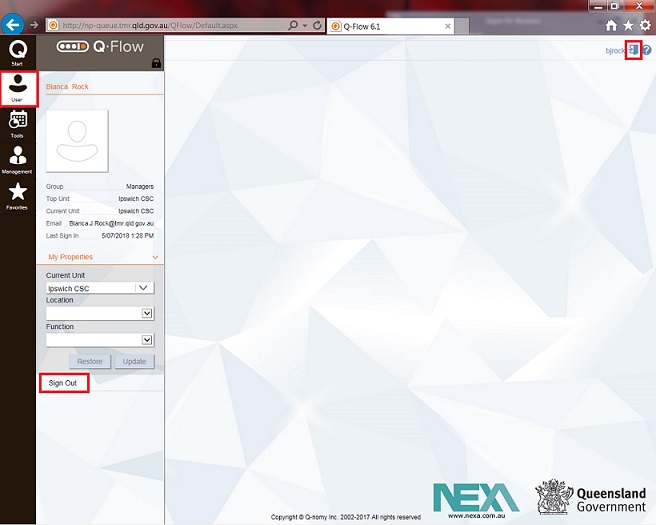 http://np-queue.tmr.qld.gov.au/QFlow/Default.aspx
Q-Flow 6.1
Start
User
Tools
Management
Favorites
Q-Flow
bjrock
Bianca Rock
Group Managers
Top Unit Ipswich CSC
Current Unit Ipswich CSC
Email Bianca.J.Rock@tmr.qld.gov.au
Last Sign In 5/07/2018 1:28 PM
My Properties
Current Unit
Ipswich CSC
Location
Function
Restore Update
Sign Out
NEXA
www.nexa.com.au
Queensland
Government
Copyright © Q-nomy Inc. 2002-2017 All rights reserved